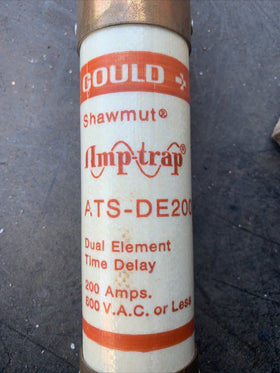 GOULD
Shawmut®
Amp-trap®
ATS-DE200
Dual Element
Time Delay
200 Amps.
600 V.A.C. or Less